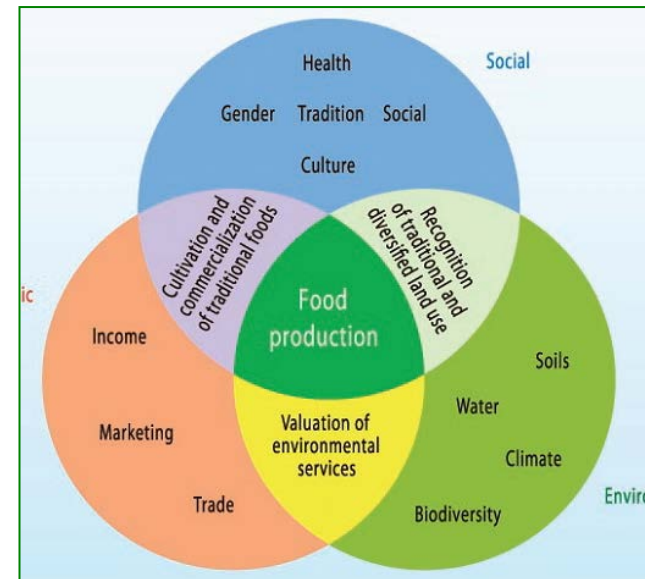 Health
Social
Gender Tradition Social
Culture
Cultivation and
commercialization
of traditional foods
Recognition
of traditional and
diversified land use
ic
Food
production
Income
Marketing
Trade
Valuation of
environmental
services
Soils
Water
Climate
Biodiversity
Enviro